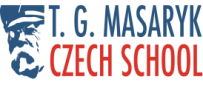 T. G. MASARYK
CZECH SCHOOL